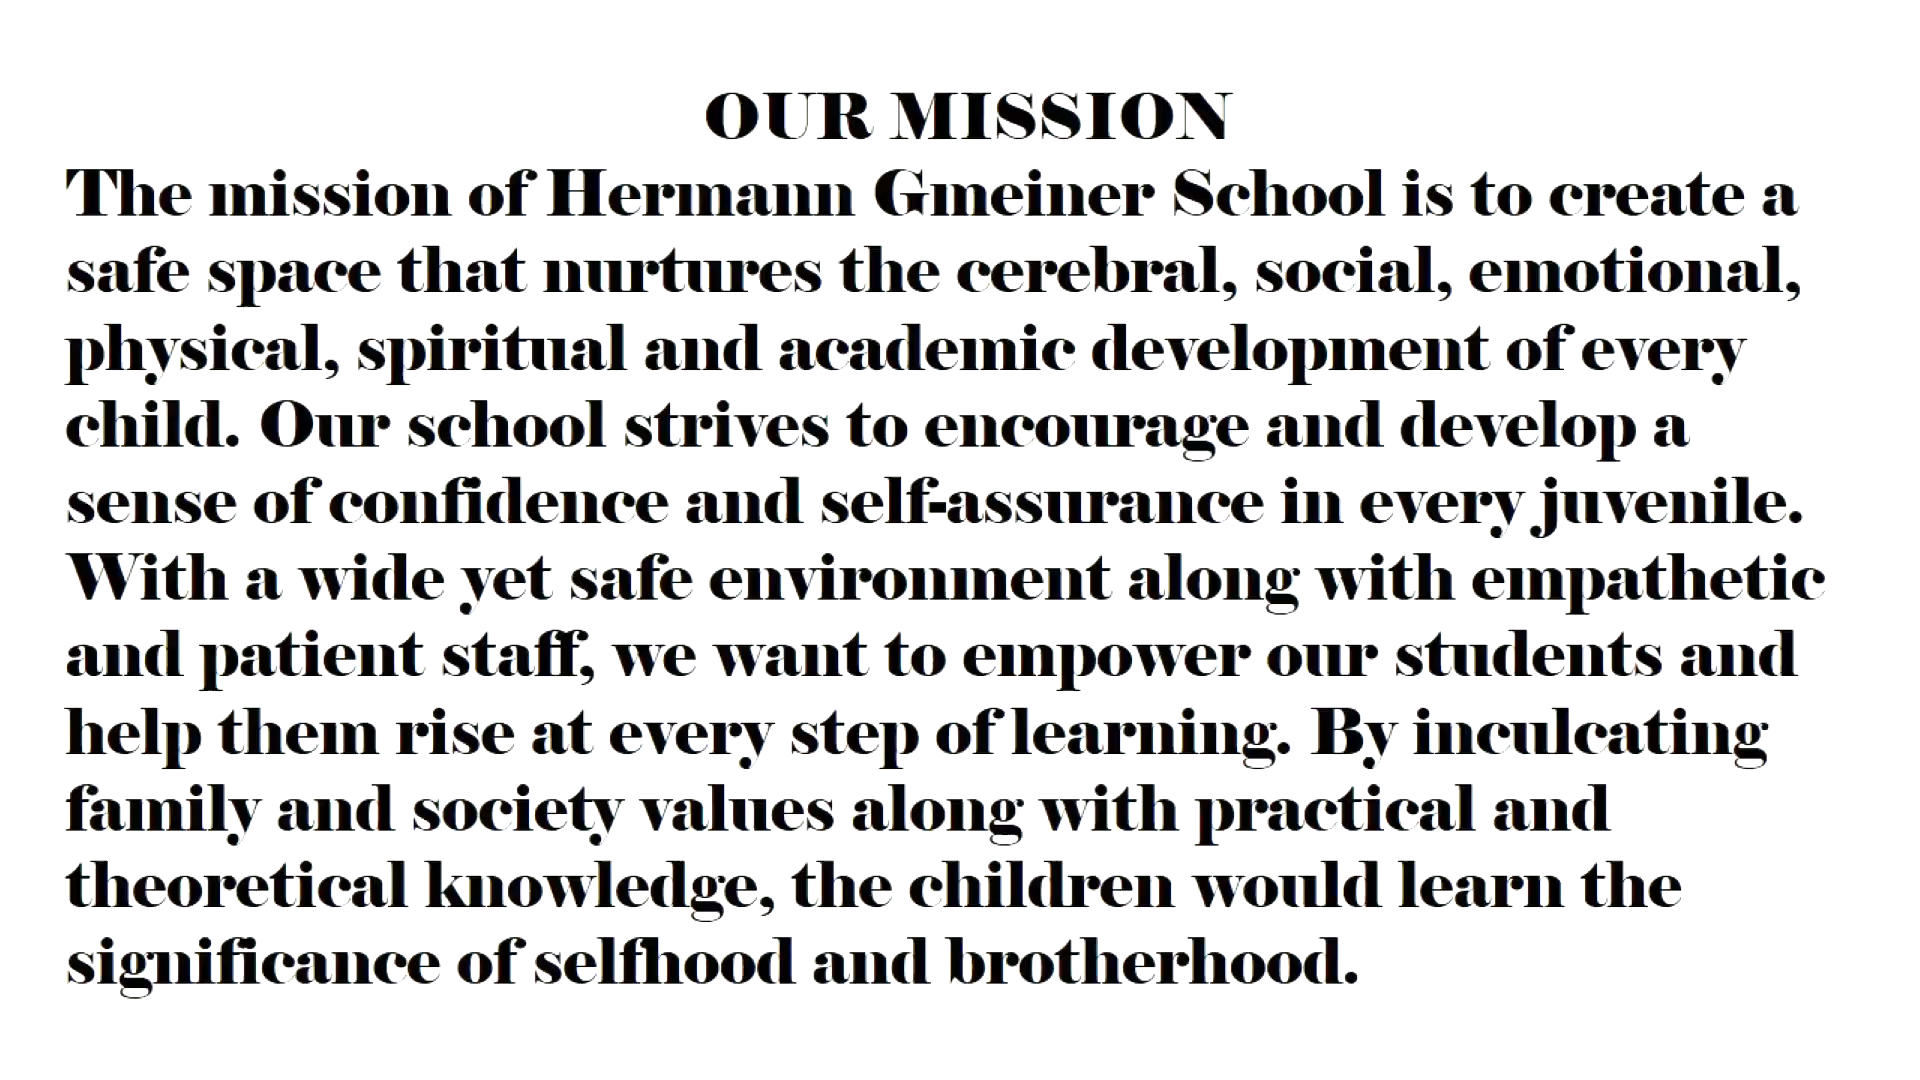 OUR MISSION
The mission of Hermann Gmeiner School is to create a
safe space that nurtures the cerebral, social, emotional,
physical, spiritual and academic development of every
child. Our school strives to encourage and develop a
sense of confidence and self-assurance in every juvenile.
With a wide yet safe environment along with empathetic
and patient staff, we want to empower our students and
help them rise at every step of learning. By inculcating
family and society values along with practical and
theoretical knowledge, the children would learn the
significance of selfhood and brotherhood.